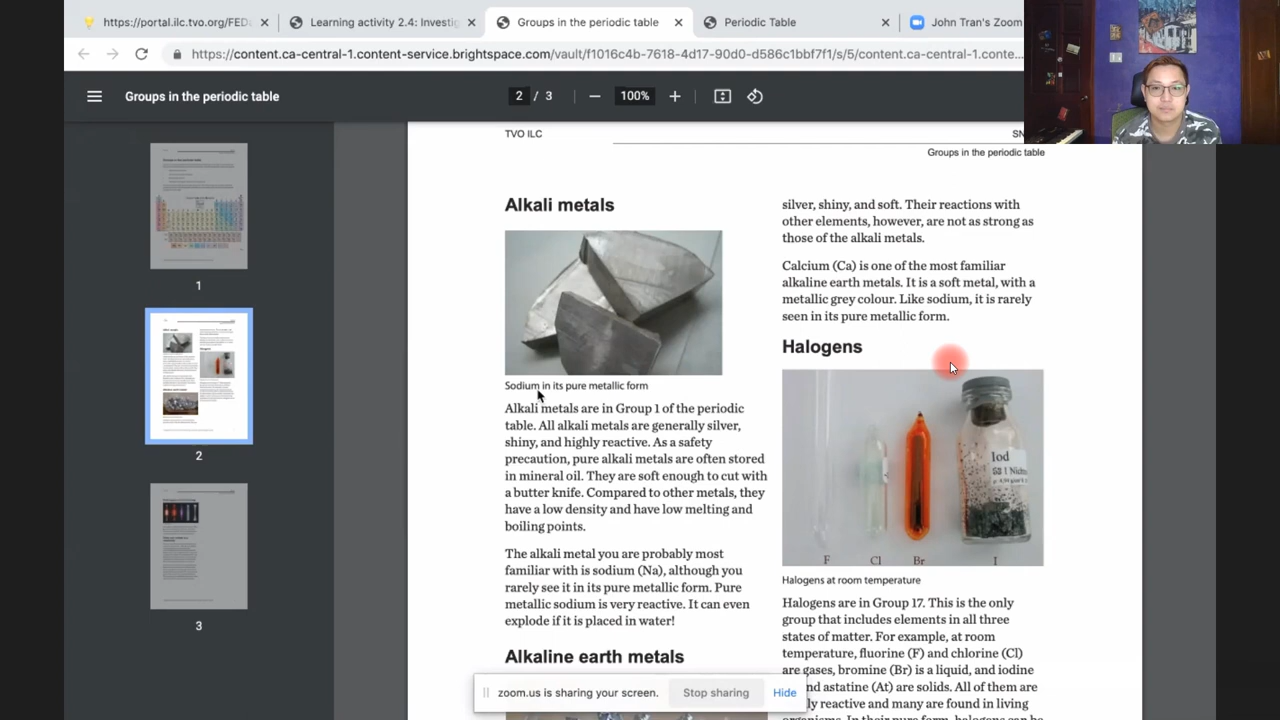 https://portal.ilc.tvo.org/FED
Learning activity 2.4: Investig
Groups in the periodic table
Periodic Table
John Tran's Zoom
https://content.ca-central-1.content-service.brightspace.com/vault/f1016c4b-7618-4d17-90d0-d586c1bbf7f1/s/5/content.ca-central-1.conte...
Groups in the periodic table
2 / 3
100%
1
2
3
TVO ILC
SN
Groups in the periodic table
Alkali metals
Sodium in its pure metallic form
Alkali metals are in Group 1 of the periodic
table. All alkali metals are generally silver,
shiny, and highly reactive. As a safety
precaution, pure alkali metals are often stored
in mineral oil. They are soft enough to cut with
a butter knife. Compared to other metals, they
have a low density and have low melting and
boiling points.
The alkali metal you are probably most
familiar with is sodium (Na), although you
rarely see it in its pure metallic form. Pure
metallic sodium is very reactive. It can even
explode if it is placed in water!
Alkaline earth metals
silver, shiny, and soft. Their reactions with
other elements, however, are not as strong as
those of the alkali metals.
Calcium (Ca) is one of the most familiar
alkaline earth metals. It is a soft metal, with a
metallic grey colour. Like sodium, it is rarely
seen in its pure metallic form.
Halogens
Iod
F Cl Br I
Halogens at room temperature
Halogens are in Group 17. This is the only
group that includes elements in all three
states of matter. For example, at room
temperature, fluorine (F) and chlorine (Cl)
are gases, bromine (Br) is a liquid, and iodine
nd astatine (At) are solids. All of them are
ly reactive and many are found in living
organisms. In their pure form, halogens can be
zoom.us is sharing your screen.
Stop sharing
Hide